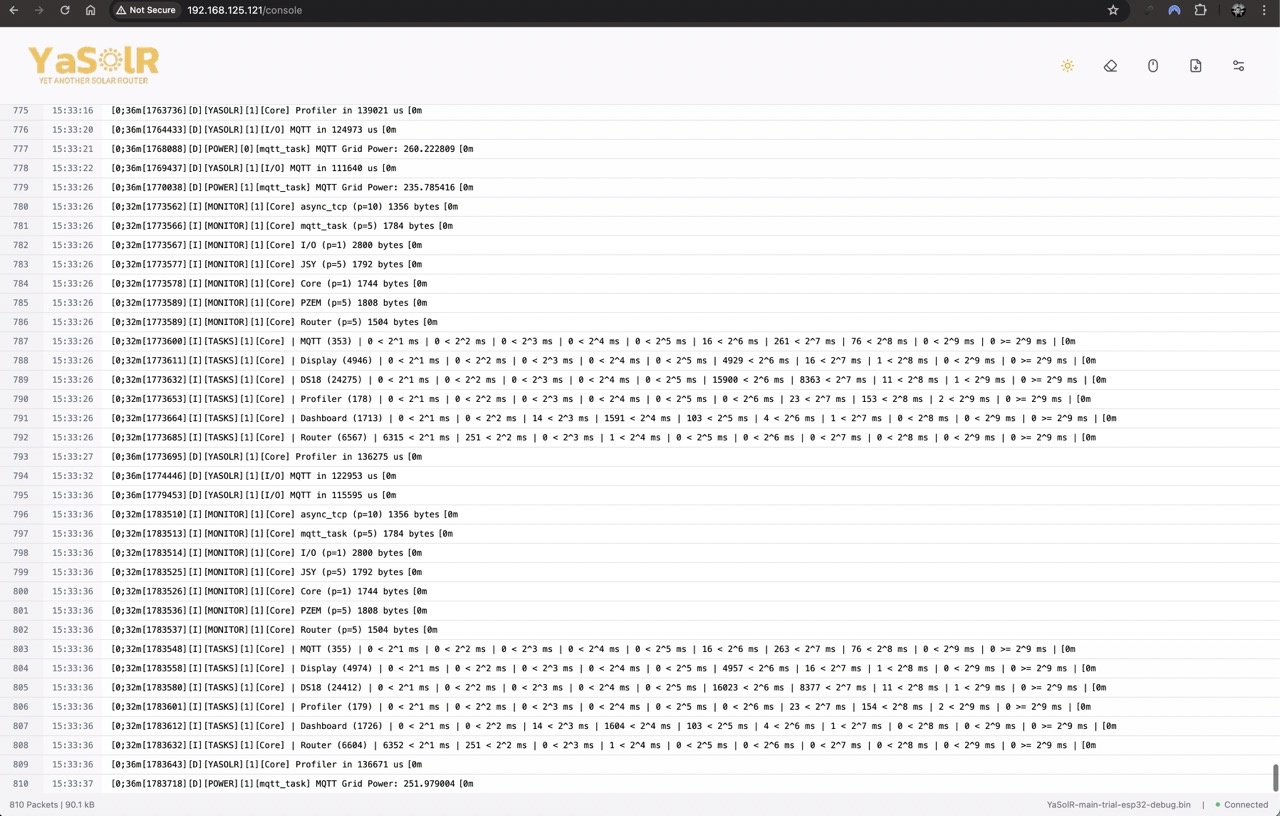 Not Secure 192.168.125.121/console
YaSolR
YET ANOTHER SOLAR ROUTER
775 15:33:16 [0;36m[1763736][D][YASOLR][1][Core] Profiler in 139021 us[0m
776 15:33:20 [0;36m[1764433][D][YASOLR][1][I/O] MQTT in 124973 us[0m
777 15:33:21 [0;36m[1768088][D][POWER][0][mqtt_task] MQTT Grid Power: 260.222809[0m
778 15:33:22 [0;36m[1769437][D][YASOLR][1][I/O] MQTT in 111640 us[0m
779 15:33:26 [0;36m[1770038][D][POWER][1][mqtt_task] MQTT Grid Power: 235.785416[0m
780 15:33:26 [0;32m[1773562][I][MONITOR][1][Core] async_tcp (p=10) 1356 bytes[0m
781 15:33:26 [0;32m[1773566][I][MONITOR][1][Core] mqtt_task (p=5) 1784 bytes[0m
782 15:33:26 [0;32m[1773567][I][MONITOR][1][Core] I/O (p=1) 2800 bytes[0m
783 15:33:26 [0;32m[1773577][I][MONITOR][1][Core] JSY (p=5) 1792 bytes[0m
784 15:33:26 [0;32m[1773578][I][MONITOR][1][Core] Core (p=1) 1744 bytes[0m
785 15:33:26 [0;32m[1773589][I][MONITOR][1][Core] PZEM (p=5) 1808 bytes[0m
786 15:33:26 [0;32m[1773589][I][MONITOR][1][Core] Router (p=5) 1504 bytes[0m
787 15:33:26 [0;32m[1773600][I][TASKS][1][Core] | MQTT (353) | 0 < 2^1 ms | 0 < 2^2 ms | 0 < 2^3 ms | 0 < 2^4 ms | 0 < 2^5 ms | 16 < 2^6 ms | 261 < 2^7 ms | 76 < 2^8 ms | 0 < 2^9 ms | 0 >= 2^9 ms |[0m
788 15:33:26 [0;32m[1773611][I][TASKS][1][Core] | Display (4946) | 0 < 2^1 ms | 0 < 2^2 ms | 0 < 2^3 ms | 0 < 2^4 ms | 0 < 2^5 ms | 4929 < 2^6 ms | 16 < 2^7 ms | 1 < 2^8 ms | 0 < 2^9 ms | 0 >= 2^9 ms |[0m
789 15:33:26 [0;32m[1773632][I][TASKS][1][Core] | DS18 (24275) | 0 < 2^1 ms | 0 < 2^2 ms | 0 < 2^3 ms | 0 < 2^4 ms | 0 < 2^5 ms | 15900 < 2^6 ms | 8363 < 2^7 ms | 11 < 2^8 ms | 1 < 2^9 ms | 0 >= 2^9 ms |[0m
790 15:33:26 [0;32m[1773653][I][TASKS][1][Core] | Profiler (178) | 0 < 2^1 ms | 0 < 2^2 ms | 0 < 2^3 ms | 0 < 2^4 ms | 0 < 2^5 ms | 0 < 2^6 ms | 23 < 2^7 ms | 153 < 2^8 ms | 2 < 2^9 ms | 0 >= 2^9 ms |[0m
791 15:33:26 [0;32m[1773664][I][TASKS][1][Core] | Dashboard (1713) | 0 < 2^1 ms | 0 < 2^2 ms | 14 < 2^3 ms | 1591 < 2^4 ms | 103 < 2^5 ms | 4 < 2^6 ms | 1 < 2^7 ms | 0 < 2^8 ms | 0 < 2^9 ms | 0 >= 2^9 ms |[0m
792 15:33:26 [0;32m[1773685][I][TASKS][1][Core] | Router (6567) | 6315 < 2^1 ms | 251 < 2^2 ms | 0 < 2^3 ms | 1 < 2^4 ms | 0 < 2^5 ms | 0 < 2^6 ms | 0 < 2^7 ms | 0 < 2^8 ms | 0 < 2^9 ms | 0 >= 2^9 ms |[0m
793 15:33:27 [0;36m[1773695][D][YASOLR][1][Core] Profiler in 136275 us[0m
794 15:33:32 [0;36m[1774446][D][YASOLR][1][I/O] MQTT in 122953 us[0m
795 15:33:36 [0;36m[1779453][D][YASOLR][1][I/O] MQTT in 115595 us[0m
796 15:33:36 [0;32m[1783510][I][MONITOR][1][Core] async_tcp (p=10) 1356 bytes[0m
797 15:33:36 [0;32m[1783513][I][MONITOR][1][Core] mqtt_task (p=5) 1784 bytes[0m
798 15:33:36 [0;32m[1783514][I][MONITOR][1][Core] I/O (p=1) 2800 bytes[0m
799 15:33:36 [0;32m[1783525][I][MONITOR][1][Core] JSY (p=5) 1792 bytes[0m
800 15:33:36 [0;32m[1783526][I][MONITOR][1][Core] Core (p=1) 1744 bytes[0m
801 15:33:36 [0;32m[1783536][I][MONITOR][1][Core] PZEM (p=5) 1808 bytes[0m
802 15:33:36 [0;32m[1783537][I][MONITOR][1][Core] Router (p=5) 1504 bytes[0m
803 15:33:36 [0;32m[1783548][I][TASKS][1][Core] | MQTT (355) | 0 < 2^1 ms | 0 < 2^2 ms | 0 < 2^3 ms | 0 < 2^4 ms | 0 < 2^5 ms | 16 < 2^6 ms | 263 < 2^7 ms | 76 < 2^8 ms | 0 < 2^9 ms | 0 >= 2^9 ms |[0m
804 15:33:36 [0;32m[1783558][I][TASKS][1][Core] | Display (4974) | 0 < 2^1 ms | 0 < 2^2 ms | 0 < 2^3 ms | 0 < 2^4 ms | 0 < 2^5 ms | 4957 < 2^6 ms | 16 < 2^7 ms | 1 < 2^8 ms | 0 < 2^9 ms | 0 >= 2^9 ms |[0m
805 15:33:36 [0;32m[1783580][I][TASKS][1][Core] | DS18 (24412) | 0 < 2^1 ms | 0 < 2^2 ms | 0 < 2^3 ms | 0 < 2^4 ms | 0 < 2^5 ms | 16023 < 2^6 ms | 8377 < 2^7 ms | 11 < 2^8 ms | 1 < 2^9 ms | 0 >= 2^9 ms |[0m
806 15:33:36 [0;32m[1783601][I][TASKS][1][Core] | Profiler (179) | 0 < 2^1 ms | 0 < 2^2 ms | 0 < 2^3 ms | 0 < 2^4 ms | 0 < 2^5 ms | 0 < 2^6 ms | 23 < 2^7 ms | 154 < 2^8 ms | 2 < 2^9 ms | 0 >= 2^9 ms |[0m
807 15:33:36 [0;32m[1783612][I][TASKS][1][Core] | Dashboard (1726) | 0 < 2^1 ms | 0 < 2^2 ms | 14 < 2^3 ms | 1604 < 2^4 ms | 103 < 2^5 ms | 4 < 2^6 ms | 1 < 2^7 ms | 0 < 2^8 ms | 0 < 2^9 ms | 0 >= 2^9 ms |[0m
808 15:33:36 [0;32m[1783632][I][TASKS][1][Core] | Router (6604) | 6352 < 2^1 ms | 251 < 2^2 ms | 0 < 2^3 ms | 1 < 2^4 ms | 0 < 2^5 ms | 0 < 2^6 ms | 0 < 2^7 ms | 0 < 2^8 ms | 0 < 2^9 ms | 0 >= 2^9 ms |[0m
809 15:33:36 [0;36m[1783643][D][YASOLR][1][Core] Profiler in 136671 us[0m
810 15:33:37 [0;36m[1783718][D][POWER][1][mqtt_task] MQTT Grid Power: 251.979004[0m
810 Packets | 90.1 kB YaSolR-main-trial-esp32-debug.bin | Connected